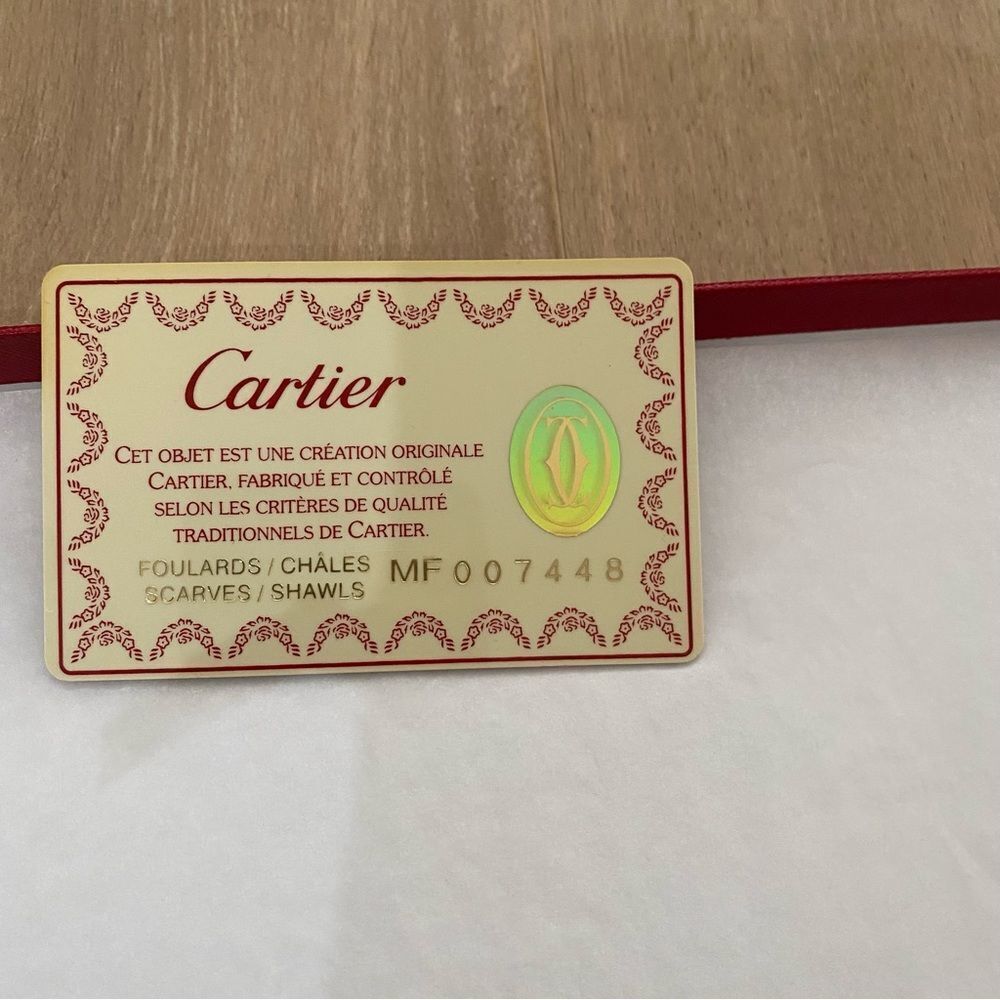 Cartier
CET OBJET EST UNE CRÉATION ORIGINALE
CARTIER, FABRIQUÉ ET CONTRÔLÉ
SELON LES CRITÈRES DE QUALITÉ
TRADITIONNELS DE CARTIER.
FOULARDS / CHÂLES MF 007448
SCARVES / SHAWLS